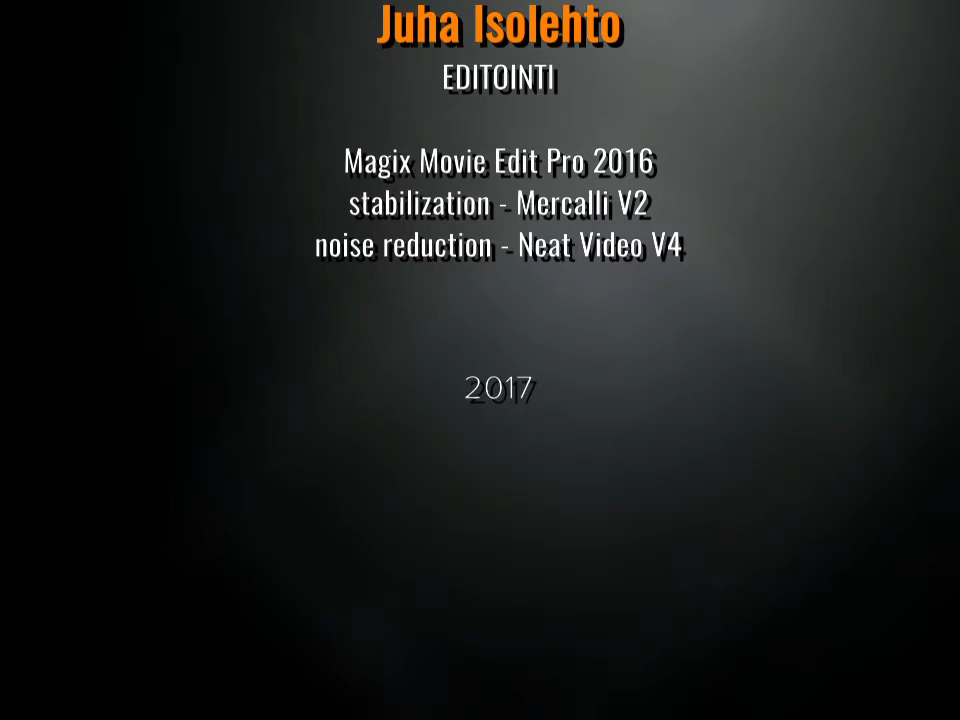 Juha Isolehto
EDITOINTI
Magix Movie Edit Pro 2016
stabilization - Mercalli V2
noise reduction - Neat Video V4
2017